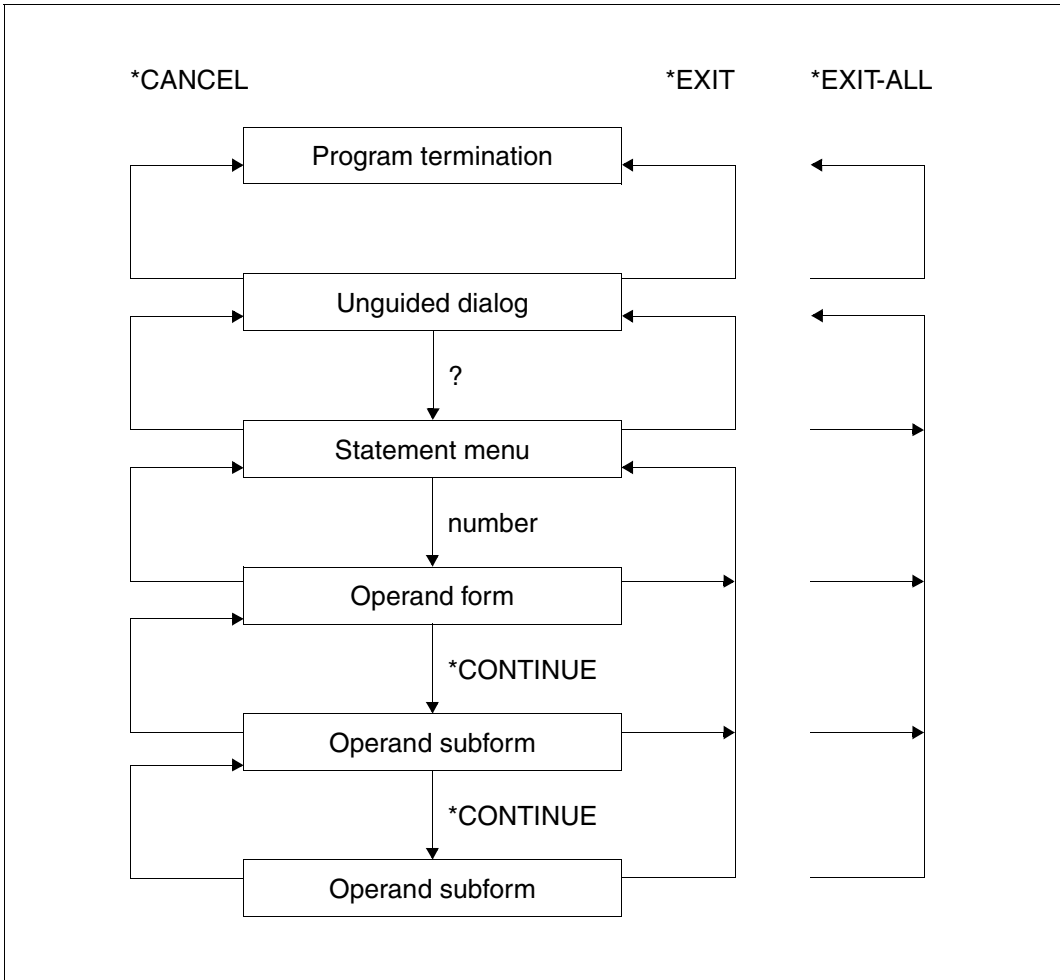 *CANCEL *EXIT *EXIT-ALL
Program termination
Unguided dialog
?
Statement menu
number
Operand form
*CONTINUE
Operand subform
*CONTINUE
Operand subform